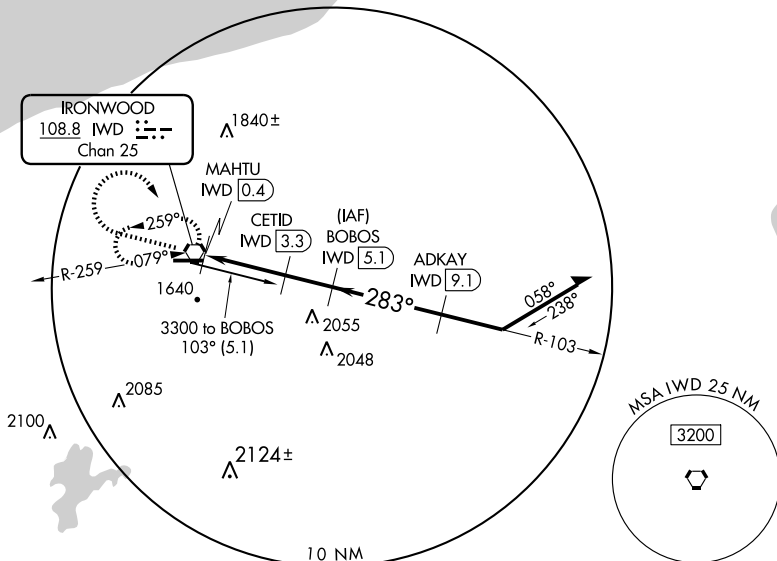 IRONWOOD
108.8 IWD
Chan 25
1840±
MAHTU
IWD 0.4
CETID
IWD 3.3
(IAF)
BOBOS
IWD 5.1
ADKAY
IWD 9.1
259°
079°
R-259
283°
058°
238°
R-103
1640
3300 to BOBOS
103° (5.1)
2055
2048
2085
2100
2124±
10 NM
MSA IWD 25 NM
3200